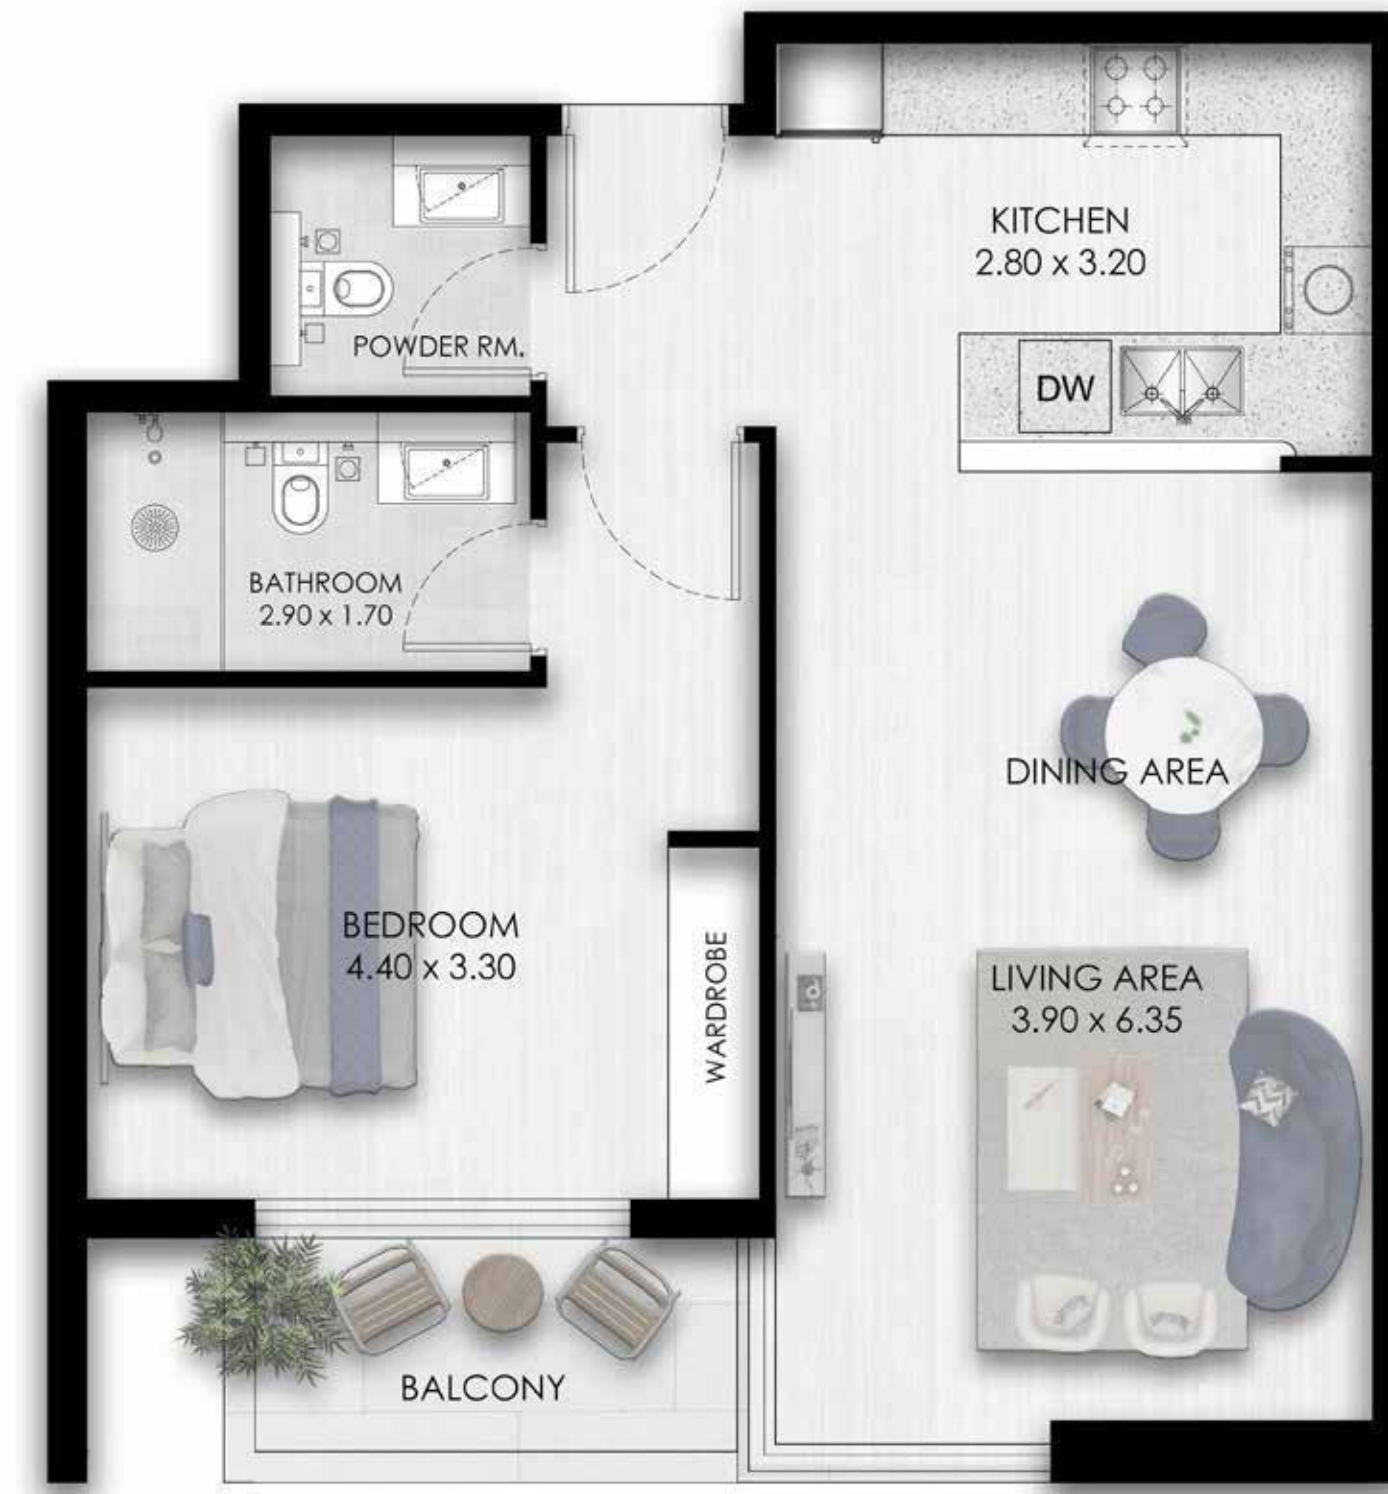 KITCHEN
2.80 x 3.20
POWDER RM.
DW
BATHROOM
2.90 x 1.70
DINING AREA
BEDROOM
4.40 x 3.30
WARDROBE
LIVING AREA
3.90 x 6.35
BALCONY